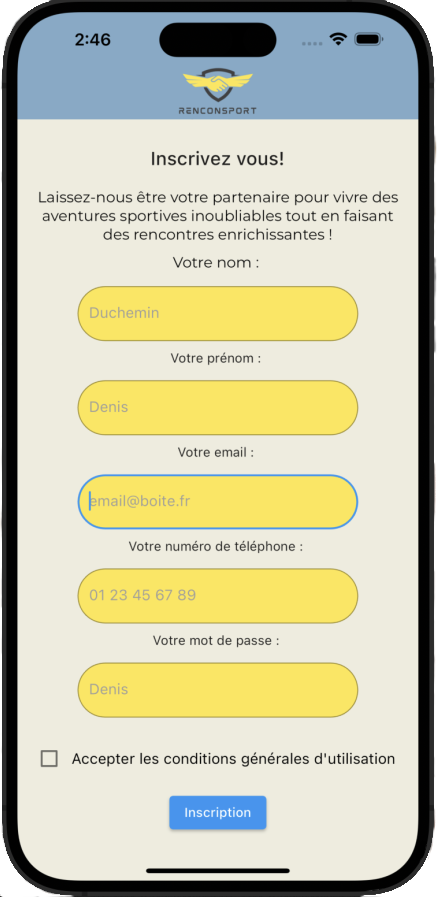 2:46
RENCONSPORT
Inscrivez vous!
Laissez-nous être votre partenaire pour vivre des
aventures sportives inoubliables tout en faisant
des rencontres enrichissantes !
Votre nom :
Duchemin
Votre prénom :
Denis
Votre email :
email@boite.fr
Votre numéro de téléphone :
01 23 45 67 89
Votre mot de passe :
Denis
Accepter les conditions générales d'utilisation
Inscription